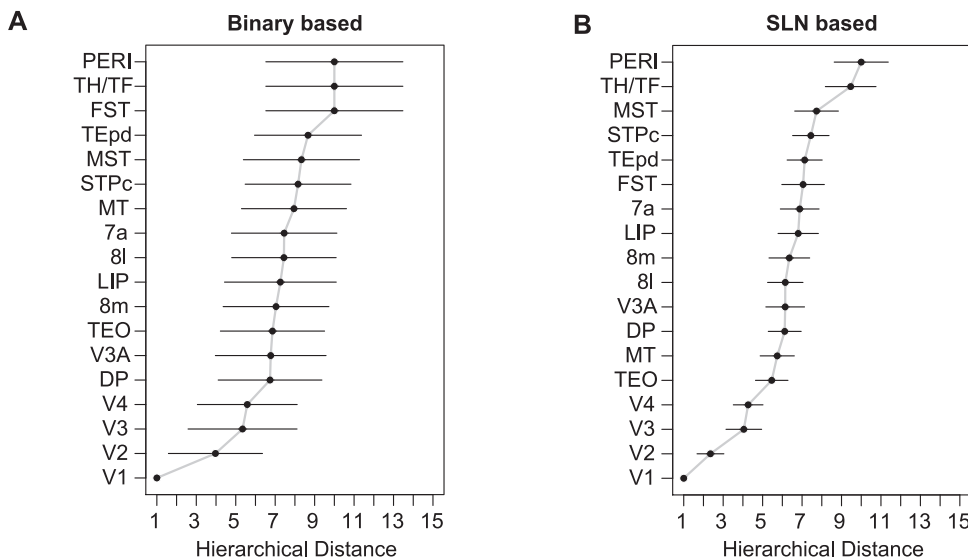 A
Binary based
PERI
TH/TF
FST
TEpd
MST
STPc
MT
7a
8l
LIP
8m
TEO
V3A
DP
V4
V3
V2
V1
1 3 5 7 9 11 13 15
Hierarchical Distance
B
SLN based
PERI
TH/TF
MST
STPc
TEpd
FST
7a
LIP
8m
8l
V3A
DP
MT
TEO
V4
V3
V2
V1
1 3 5 7 9 11 13 15
Hierarchical Distance